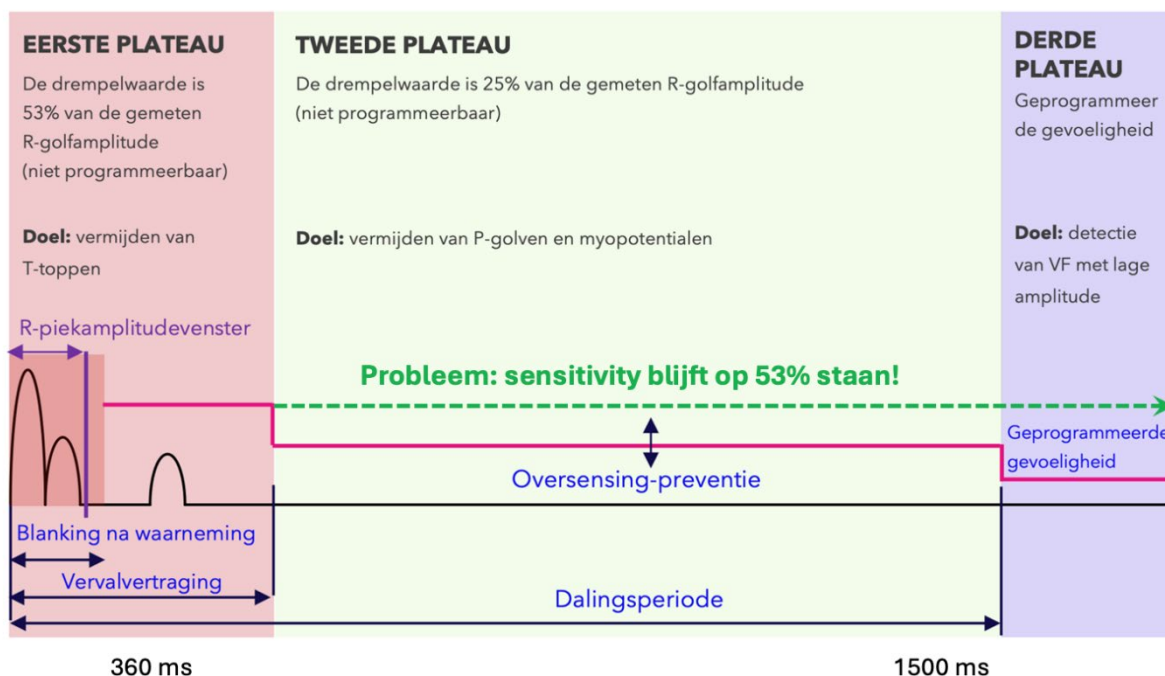 EERSTE PLATEAU
De drempelwaarde is
53% van de gemeten
R-golfamplitude
(niet programmeerbaar)
Doel: vermijden van
T-toppen
TWEEDE PLATEAU
De drempelwaarde is 25% van de gemeten R-golfamplitude
(niet programmeerbaar)
Doel: vermijden van P-golven en myopotentialen
DERDE
PLATEAU
Geprogrammeer
de gevoeligheid
Doel: detectie
van VF met lage
amplitude
R-piekamplitudevenster
Probleem: sensitivity blijft op 53% staan!
Oversensing-preventie
Geprogrammeerde
gevoeligheid
Blanking na waarneming
Vervalvertraging
Dalingsperiode
360 ms
1500 ms